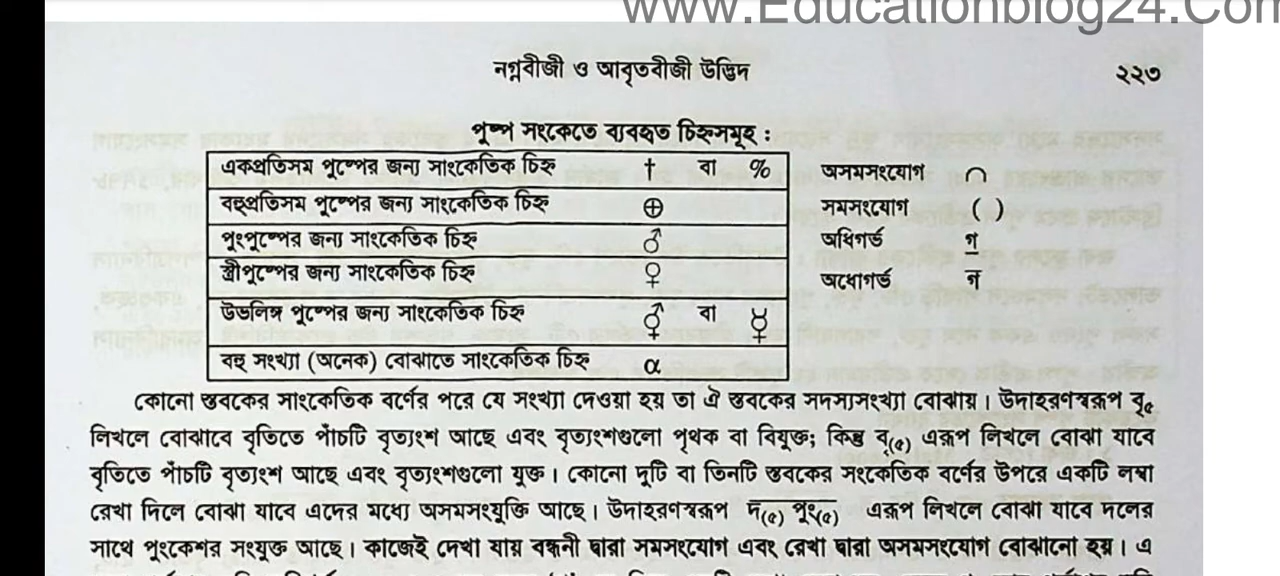 www.Educationblog24.Com
নগ্নবীজী ও আবৃতবীজী উদ্ভিদ ২২৩
পুষ্প সংকেতে ব্যবহৃত চিহ্নসমূহ :
একপ্রতিসম পুষ্পের জন্য সাংকেতিক চিহ্ন † বা % অসমসংযোগ ∩
বহুপ্রতিসম পুষ্পের জন্য সাংকেতিক চিহ্ন ⊕ সমসংযোগ ( )
পুংপুষ্পের জন্য সাংকেতিক চিহ্ন ♂ অধিগর্ভ গ̲
স্ত্রীপুষ্পের জন্য সাংকেতিক চিহ্ন ♀ অধোগর্ভ গ̅
উভলিঙ্গ পুষ্পের জন্য সাংকেতিক চিহ্ন ⚥ বা ☿
বহু সংখ্যা (অনেক) বোঝাতে সাংকেতিক চিহ্ন α
কোনো স্তবকের সাংকেতিক বর্ণের পরে যে সংখ্যা দেওয়া হয় তা ঐ স্তবকের সদস্যসংখ্যা বোঝায়। উদাহরণস্বরূপ বৃ৫
লিখলে বোঝাবে বৃতিতে পাঁচটি বৃত্যংশ আছে এবং বৃত্যংশগুলো পৃথক বা বিযুক্ত; কিন্তু বৃ(৫) এরূপ লিখলে বোঝা যাবে
বৃতিতে পাঁচটি বৃত্যংশ আছে এবং বৃত্যংশগুলো যুক্ত। কোনো দুটি বা তিনটি স্তবকের সংকেতিক বর্ণের উপরে একটি লম্বা
রেখা দিলে বোঝা যাবে এদের মধ্যে অসমসংযুক্তি আছে। উদাহরণস্বরূপ দ(৫) পুং(৫) এরূপ লিখলে বোঝা যাবে দলের
সাথে পুংকেশর সংযুক্ত আছে। কাজেই দেখা যায় বন্ধনী দ্বারা সমসংযোগ এবং রেখা দ্বারা অসমসংযোগ বোঝানো হয়। এ